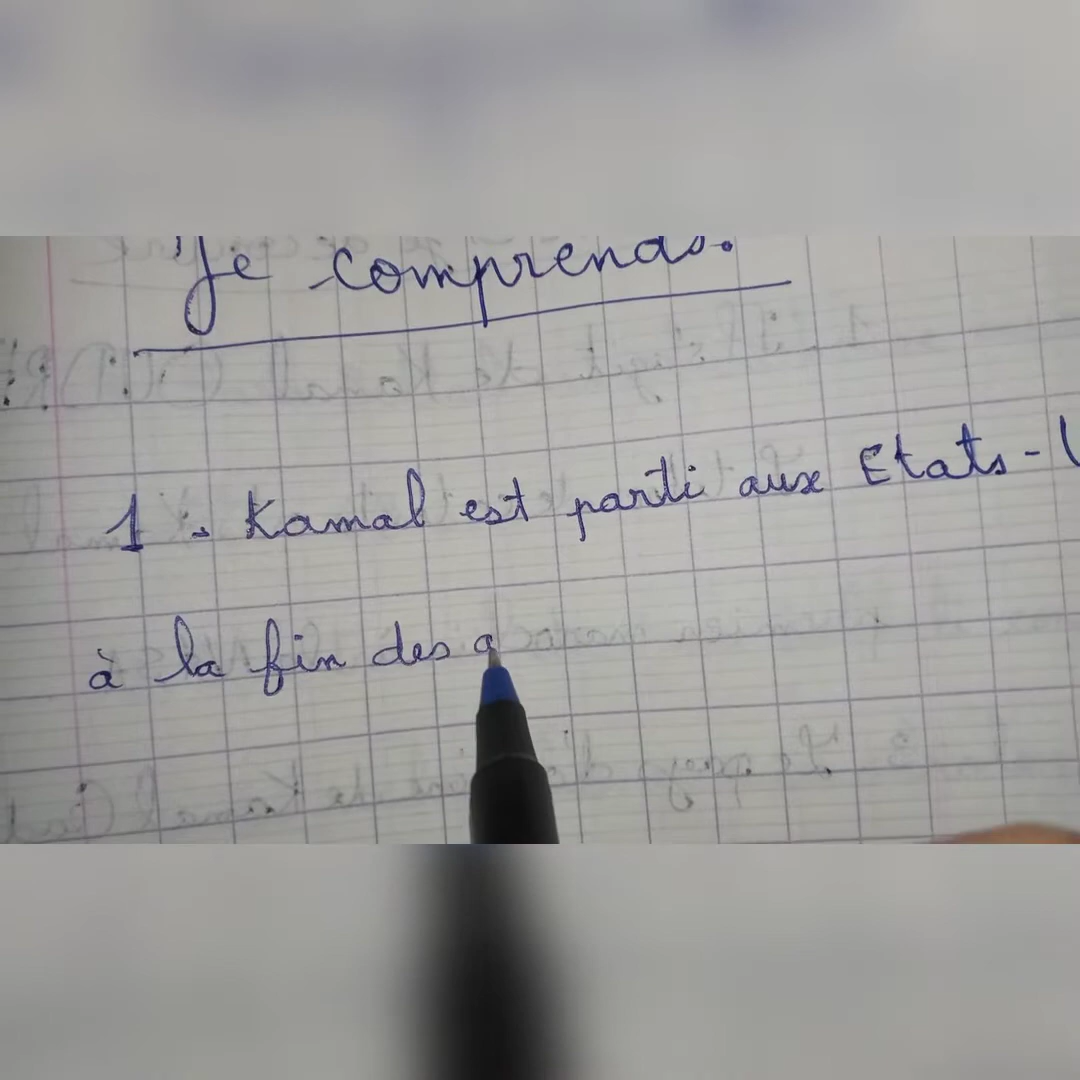 Je comprends.
1. Kamal est parti aux Etats-
à la fin des a